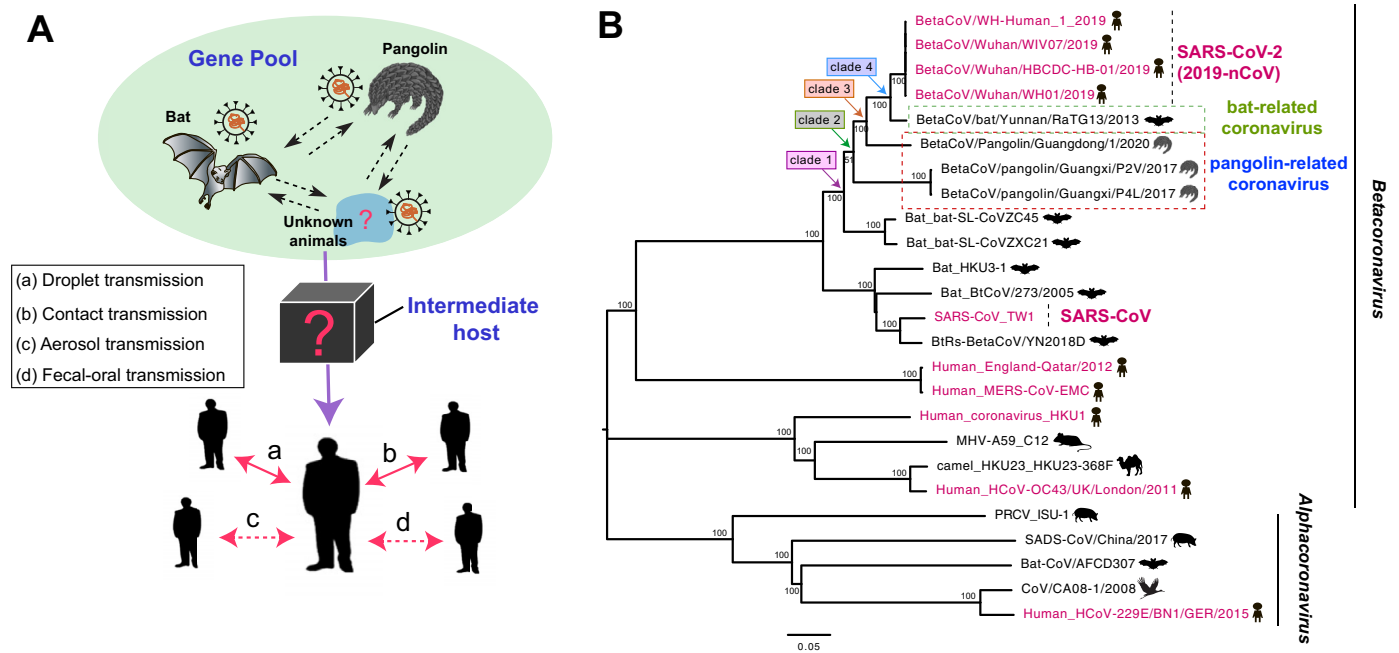 A
Gene Pool
Pangolin
Bat
Unknown
animals
?
(a) Droplet transmission
(b) Contact transmission
(c) Aerosol transmission
(d) Fecal-oral transmission
?
Intermediate
host
a
b
c
d
B
BetaCoV/WH-Human_1_2019
BetaCoV/Wuhan/WIV07/2019
BetaCoV/Wuhan/HBCDC-HB-01/2019
BetaCoV/Wuhan/WH01/2019
SARS-CoV-2
(2019-nCoV)
clade 4
clade 3
clade 2
clade 1
100
100
100
51
100
100
BetaCoV/bat/Yunnan/RaTG13/2013
bat-related
coronavirus
BetaCoV/Pangolin/Guangdong/1/2020
BetaCoV/pangolin/Guangxi/P2V/2017
BetaCoV/pangolin/Guangxi/P4L/2017
pangolin-related
coronavirus
Bat_bat-SL-CoVZC45
100
Bat_bat-SL-CoVZXC21
100
Bat_HKU3-1
100
Bat_BtCoV/273/2005
100
SARS-CoV_TW1
SARS-CoV
100
BtRs-BetaCoV/YN2018D
Human_England-Qatar/2012
100
Human_MERS-CoV-EMC
Human_coronavirus_HKU1
100
MHV-A59_C12
100
camel_HKU23_HKU23-368F
100
Human_HCoV-OC43/UK/London/2011
Betacoronavirus
PRCV_ISU-1
100
SADS-CoV/China/2017
100
Bat-CoV/AFCD307
100
CoV/CA08-1/2008
100
Human_HCoV-229E/BN1/GER/2015
Alphacoronavirus
0.05